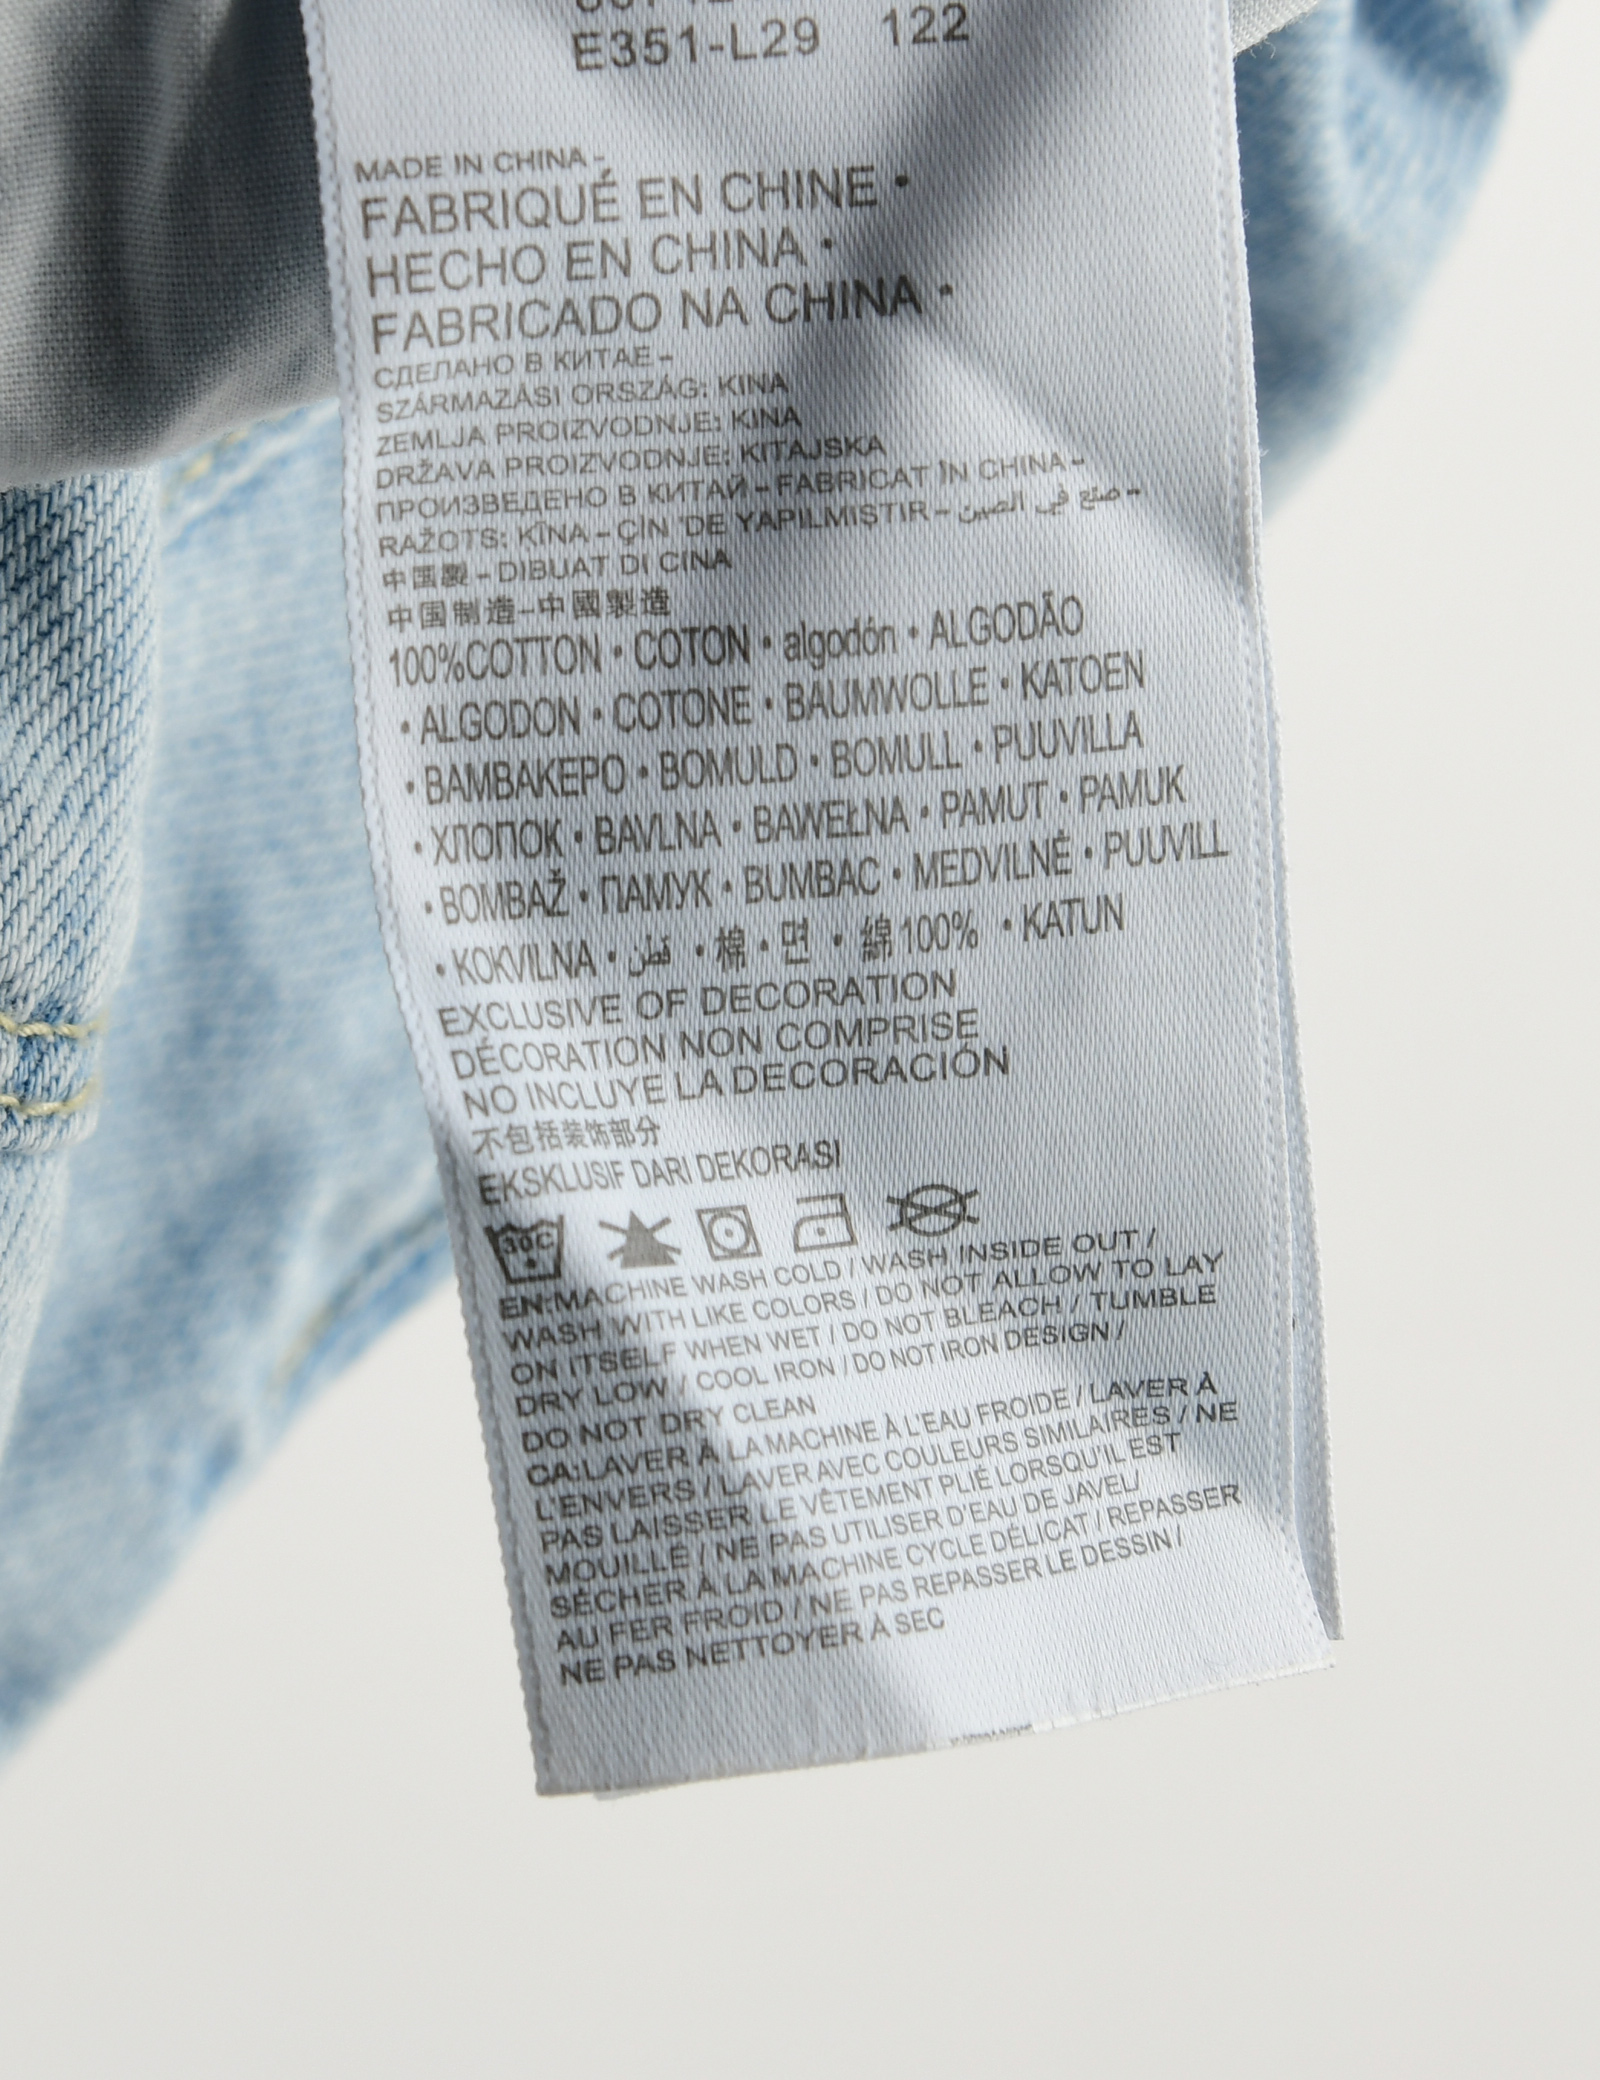 E351-L29 122
MADE IN CHINA -
FABRIQUÉ EN CHINE •
HECHO EN CHINA •
FABRICADO NA CHINA •
СДЕЛАНО В КИТАЕ -
SZÁRMAZÁSI ORSZÁG: KINA
ZEMLJA PROIZVODNJE: KINA
DRŽAVA PROIZVODNJE: KITAJSKA
ПРОИЗВЕДЕНО В КИТАЙ - FABRICAT IN CHINA -
RAŽOTS: ĶĪNA - ÇİN 'DE YAPILMISTIR - صنع في الصين -
中国製 - DIBUAT DI CINA
中国制造-中國製造
100%COTTON • COTON • algodón • ALGODÃO
• ALGODON • COTONE • BAUMWOLLE • KATOEN
• BAMBAKEPO • BOMULD • BOMULL • PUUVILLA
• ХЛОПОК • BAVLNA • BAWEŁNA • PAMUT • PAMUK
• BOMBAŽ • ПАМУК • BUMBAC • MEDVILNĖ • PUUVILL
• KOKVILNA • قطن • 棉 • 면 • 綿100% • KATUN
EXCLUSIVE OF DECORATION
DÉCORATION NON COMPRISE
NO INCLUYE LA DECORACIÓN
不包括装饰部分
EKSKLUSIF DARI DEKORASI
30C
EN:MACHINE WASH COLD / WASH INSIDE OUT /
WASH WITH LIKE COLORS / DO NOT ALLOW TO LAY
ON ITSELF WHEN WET / DO NOT BLEACH / TUMBLE
DRY LOW / COOL IRON / DO NOT IRON DESIGN /
DO NOT DRY CLEAN
CA:LAVER À LA MACHINE À L'EAU FROIDE / LAVER À
L'ENVERS / LAVER AVEC COULEURS SIMILAIRES / NE
PAS LAISSER LE VÊTEMENT PLIÉ LORSQU'IL EST
MOUILLÉ / NE PAS UTILISER D'EAU DE JAVEL/
SÉCHER À LA MACHINE CYCLE DÉLICAT / REPASSER
AU FER FROID / NE PAS REPASSER LE DESSIN /
NE PAS NETTOYER À SEC